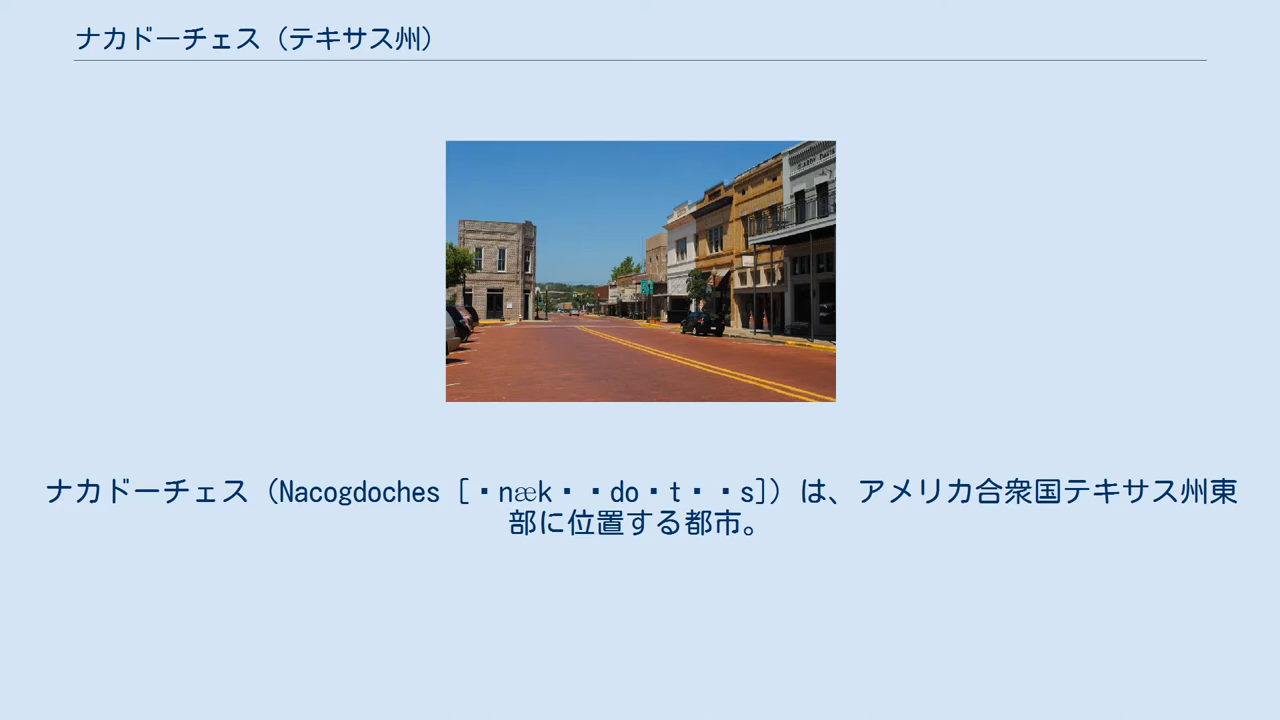 ナカドーチェス（テキサス州）
ナカドーチェス（Nacogdoches [・næk・・do・t・・s]）は、アメリカ合衆国テキサス州東
部に位置する都市。